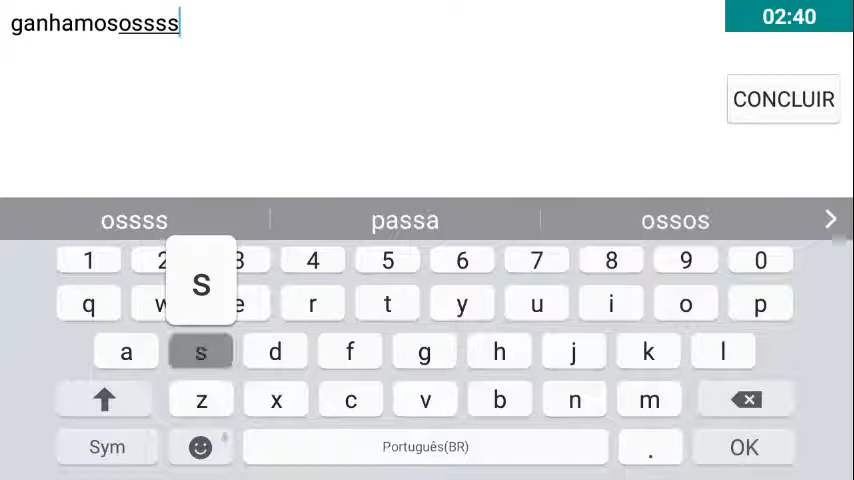 ganhamosossss
02:40
CONCLUIR
ossss passa ossos
1 2 3 4 5 6 7 8 9 0
s
q w e r t y u i o p
a s d f g h j k l
z x c v b n m
Sym Português(BR) . OK